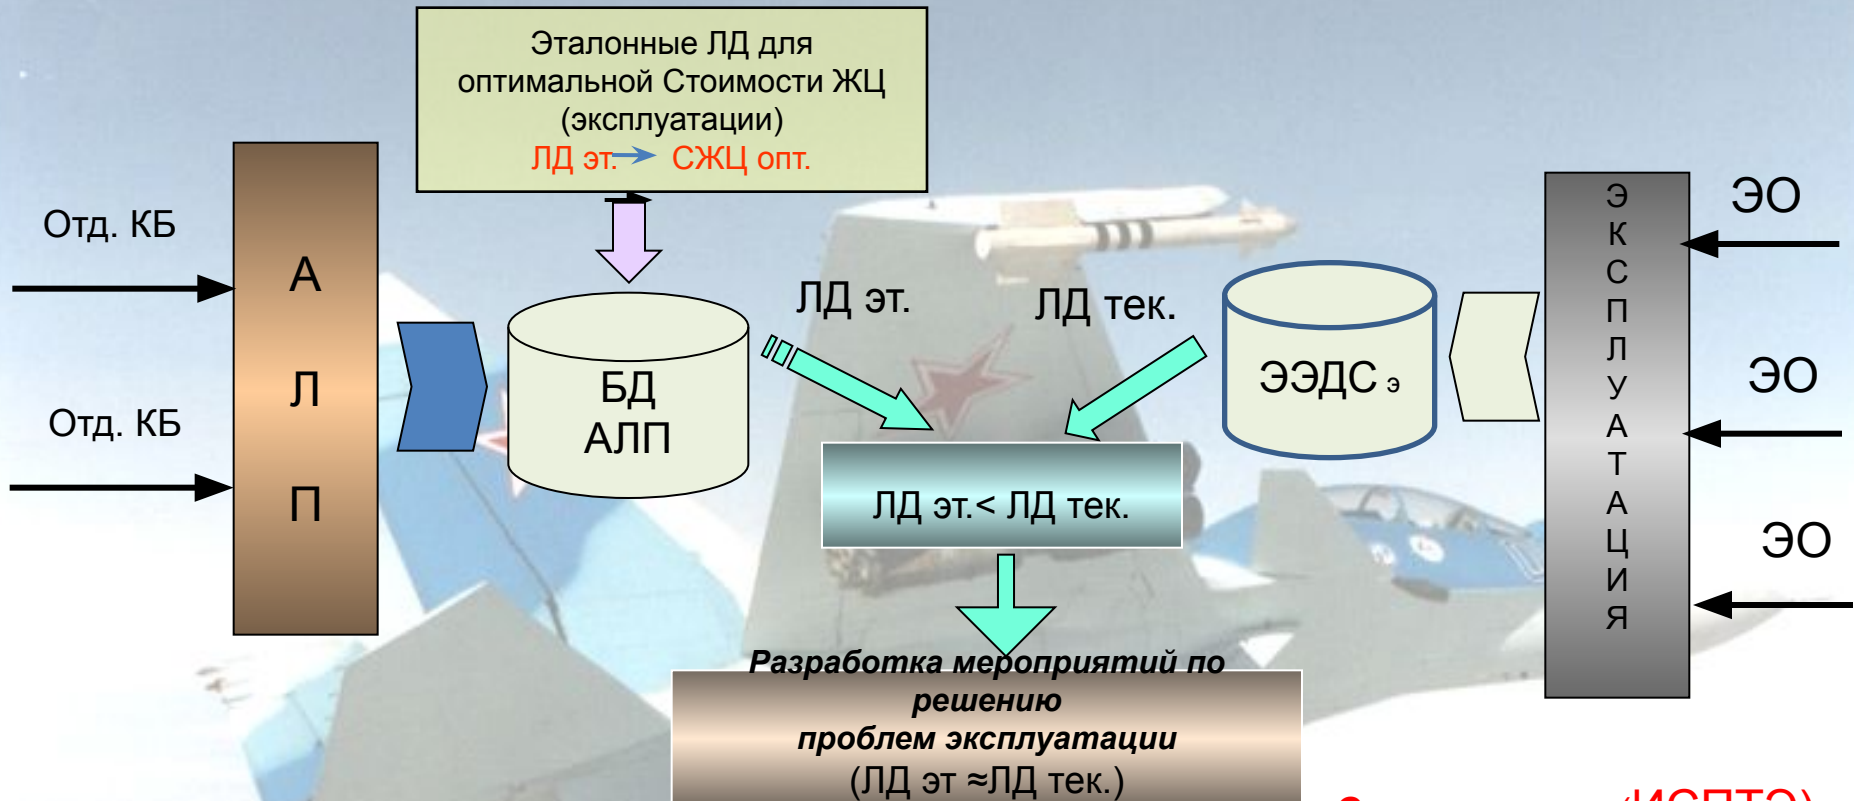 Эталонные ЛД для
оптимальной Стоимости ЖЦ
(эксплуатации)
ЛД эт. СЖЦ опт.
Отд. КБ
Отд. КБ
А
Л
П
БД
АЛП
ЛД эт.
ЛД тек.
ЭЭДС э
ЛД эт.< ЛД тек.
Разработка мероприятий по
решению
проблем эксплуатации
(ЛД эт ≈ЛД тек.)
Э
К
С
П
Л
У
А
Т
А
Ц
И
Я
ЭО
ЭО
ЭО
(ИСПТЭ)